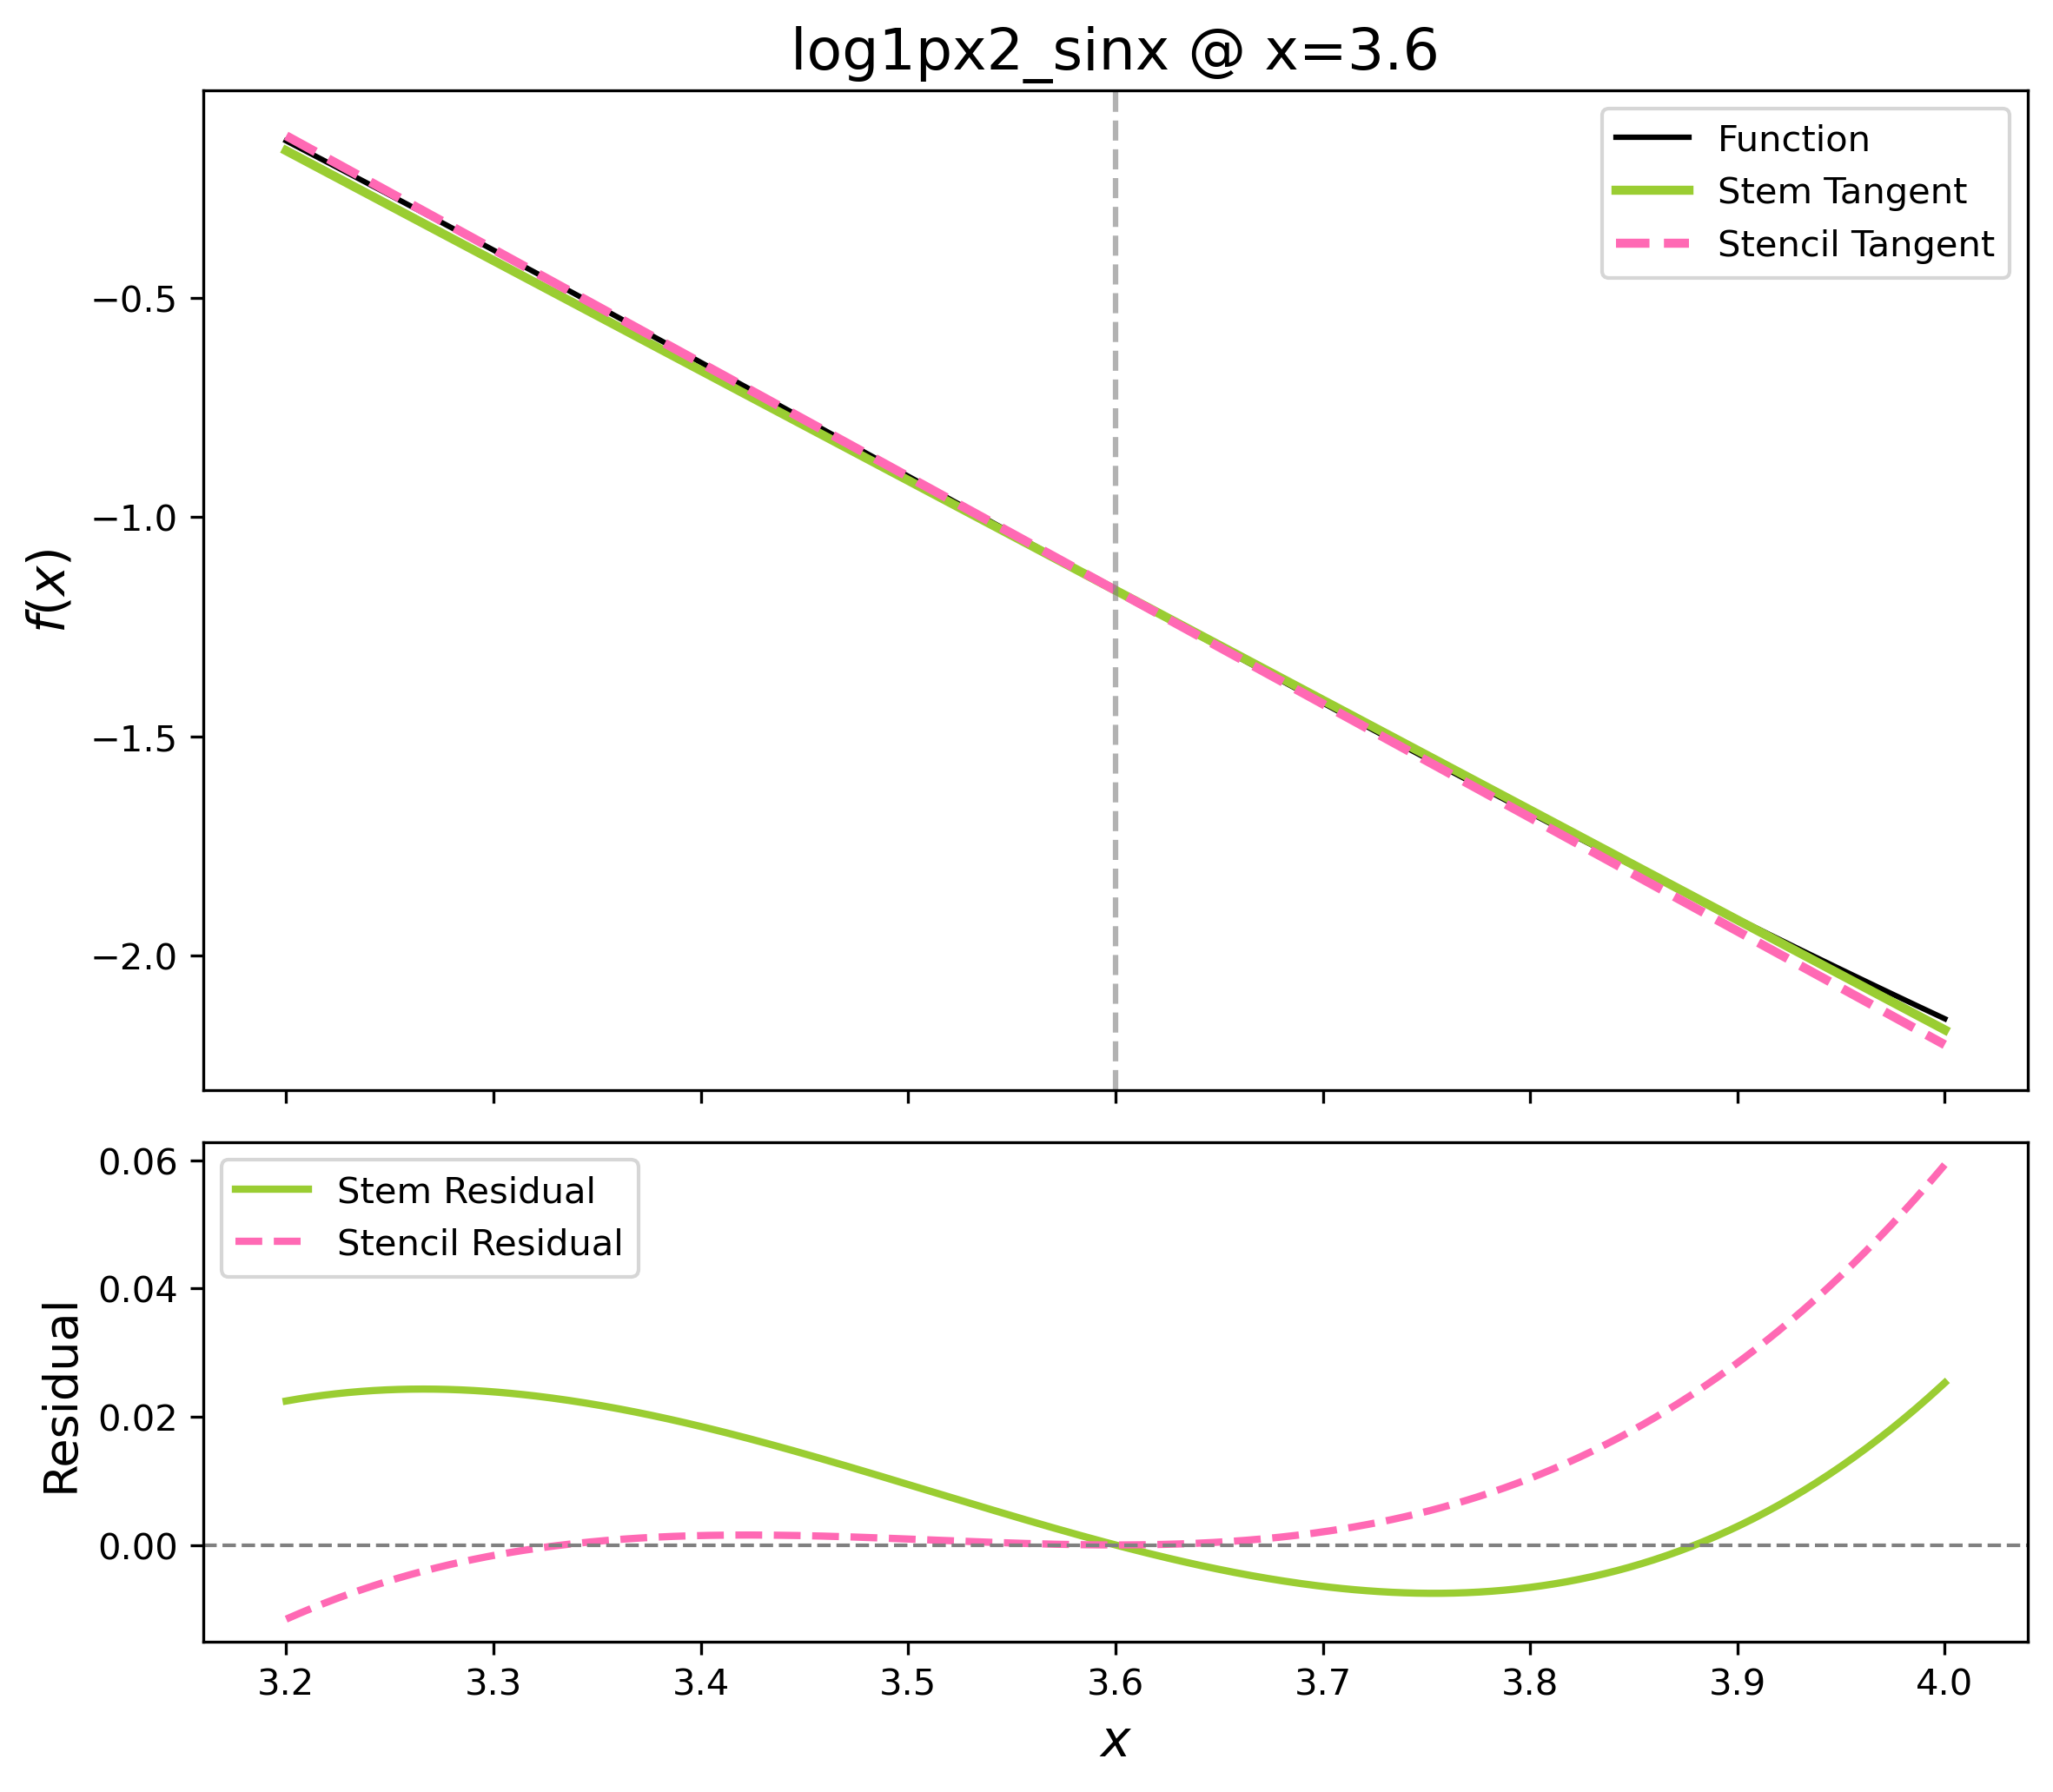 log1px2_sinx @ x=3.6
Function
Stem Tangent
Stencil Tangent
−0.5
−1.0
−1.5
−2.0
f(x)
Stem Residual
Stencil Residual
0.06
0.04
0.02
0.00
Residual
3.2 3.3 3.4 3.5 3.6 3.7 3.8 3.9 4.0
x